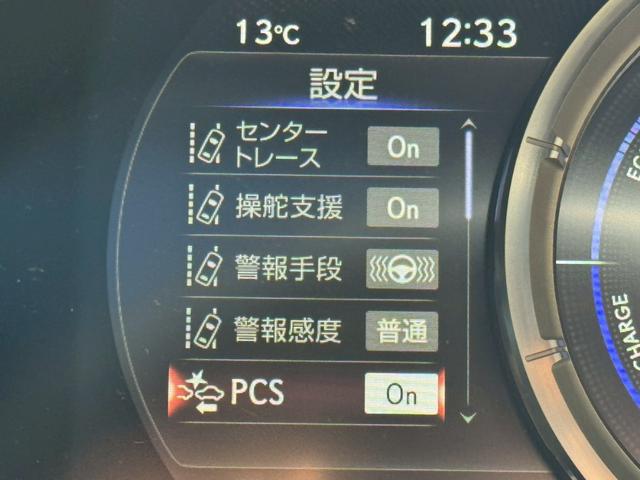 13℃
12:33
設定
センター
トレース
On
操舵支援
On
警報手段
警報感度
普通
PCS
On
CHARGE